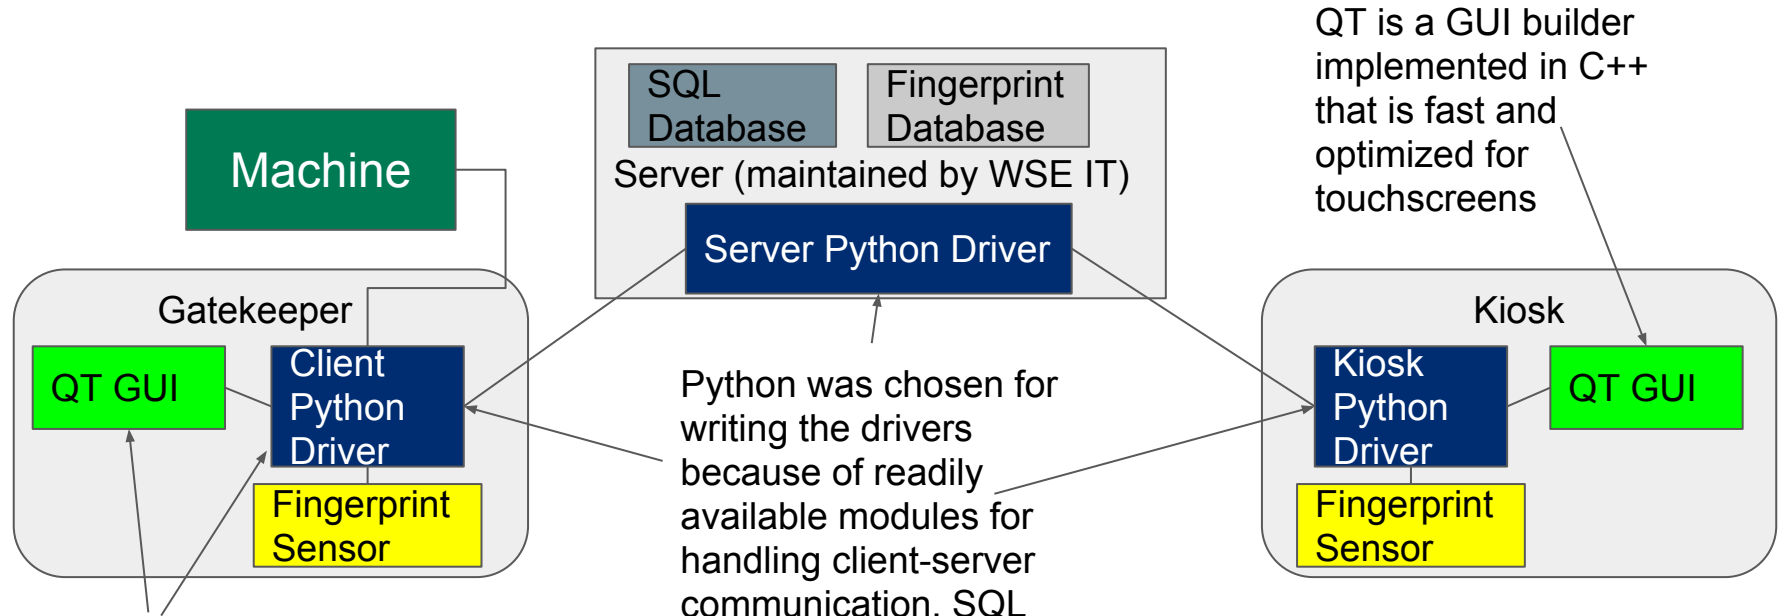 QT is a GUI builder
implemented in C++
that is fast and
optimized for
touchscreens
SQL
Database
Fingerprint
Database
Server (maintained by WSE IT)
Server Python Driver
Machine
Gatekeeper
QT GUI
Client
Python
Driver
Fingerprint
Sensor
Python was chosen for
writing the drivers
because of readily
available modules for
handling client-server
communication, SQL
Kiosk
Kiosk
Python
Driver
QT GUI
Fingerprint
Sensor